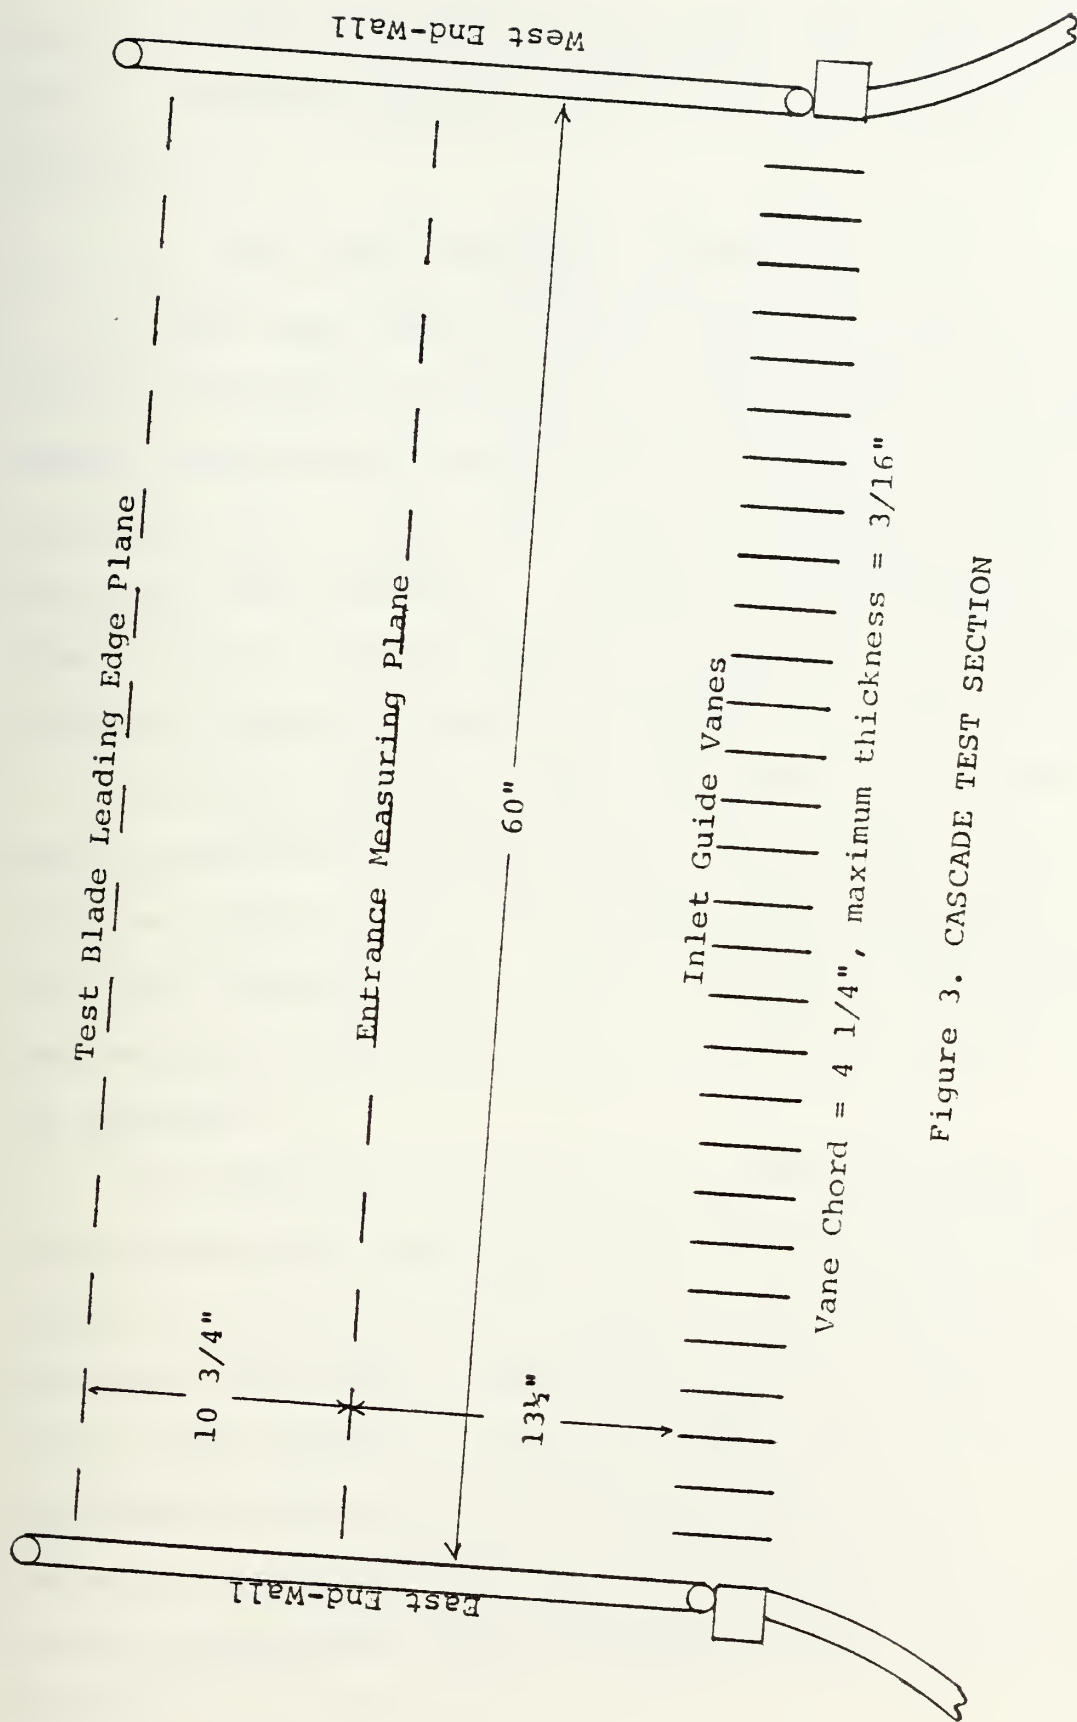 East End-Wall
West End-Wall
Test Blade Leading Edge Plane
10 3/4"
Entrance Measuring Plane
13½"
60"
Inlet Guide Vanes
Vane Chord = 4 1/4", maximum thickness = 3/16"
Figure 3. CASCADE TEST SECTION